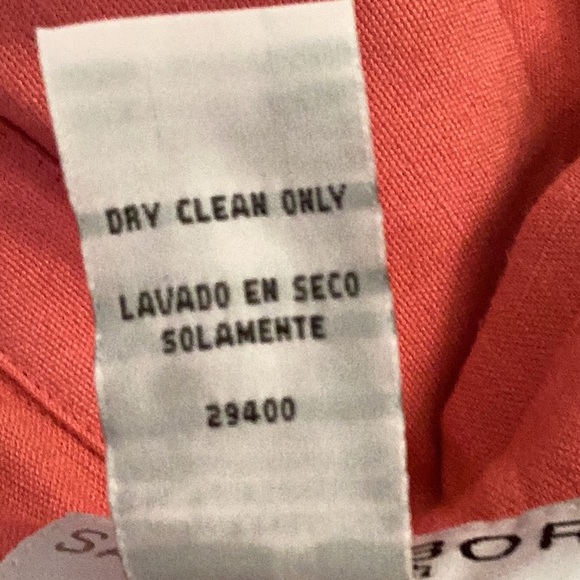 DRY CLEAN ONLY
LAVADO EN SECO
SOLAMENTE
29400